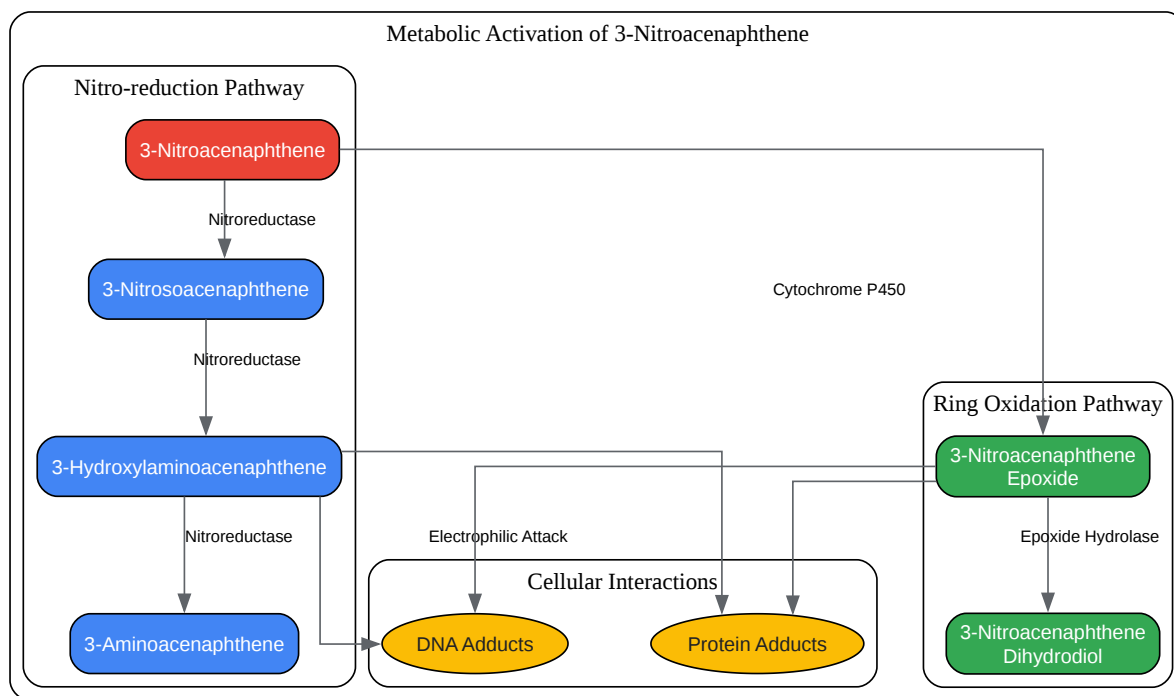 Metabolic Activation of 3-Nitroacenaphthene
Nitro-reduction Pathway
3-Nitroacenaphthene
Nitroreductase
3-Nitrosoacenaphthene
Cytochrome P450
Nitroreductase
Ring Oxidation Pathway
3-Hydroxylaminoacenaphthene
3-Nitroacenaphthene
Epoxide
Nitroreductase
Electrophilic Attack
Epoxide Hydrolase
Cellular Interactions
3-Aminoacenaphthene
DNA Adducts
Protein Adducts
3-Nitroacenaphthene
Dihydrodiol